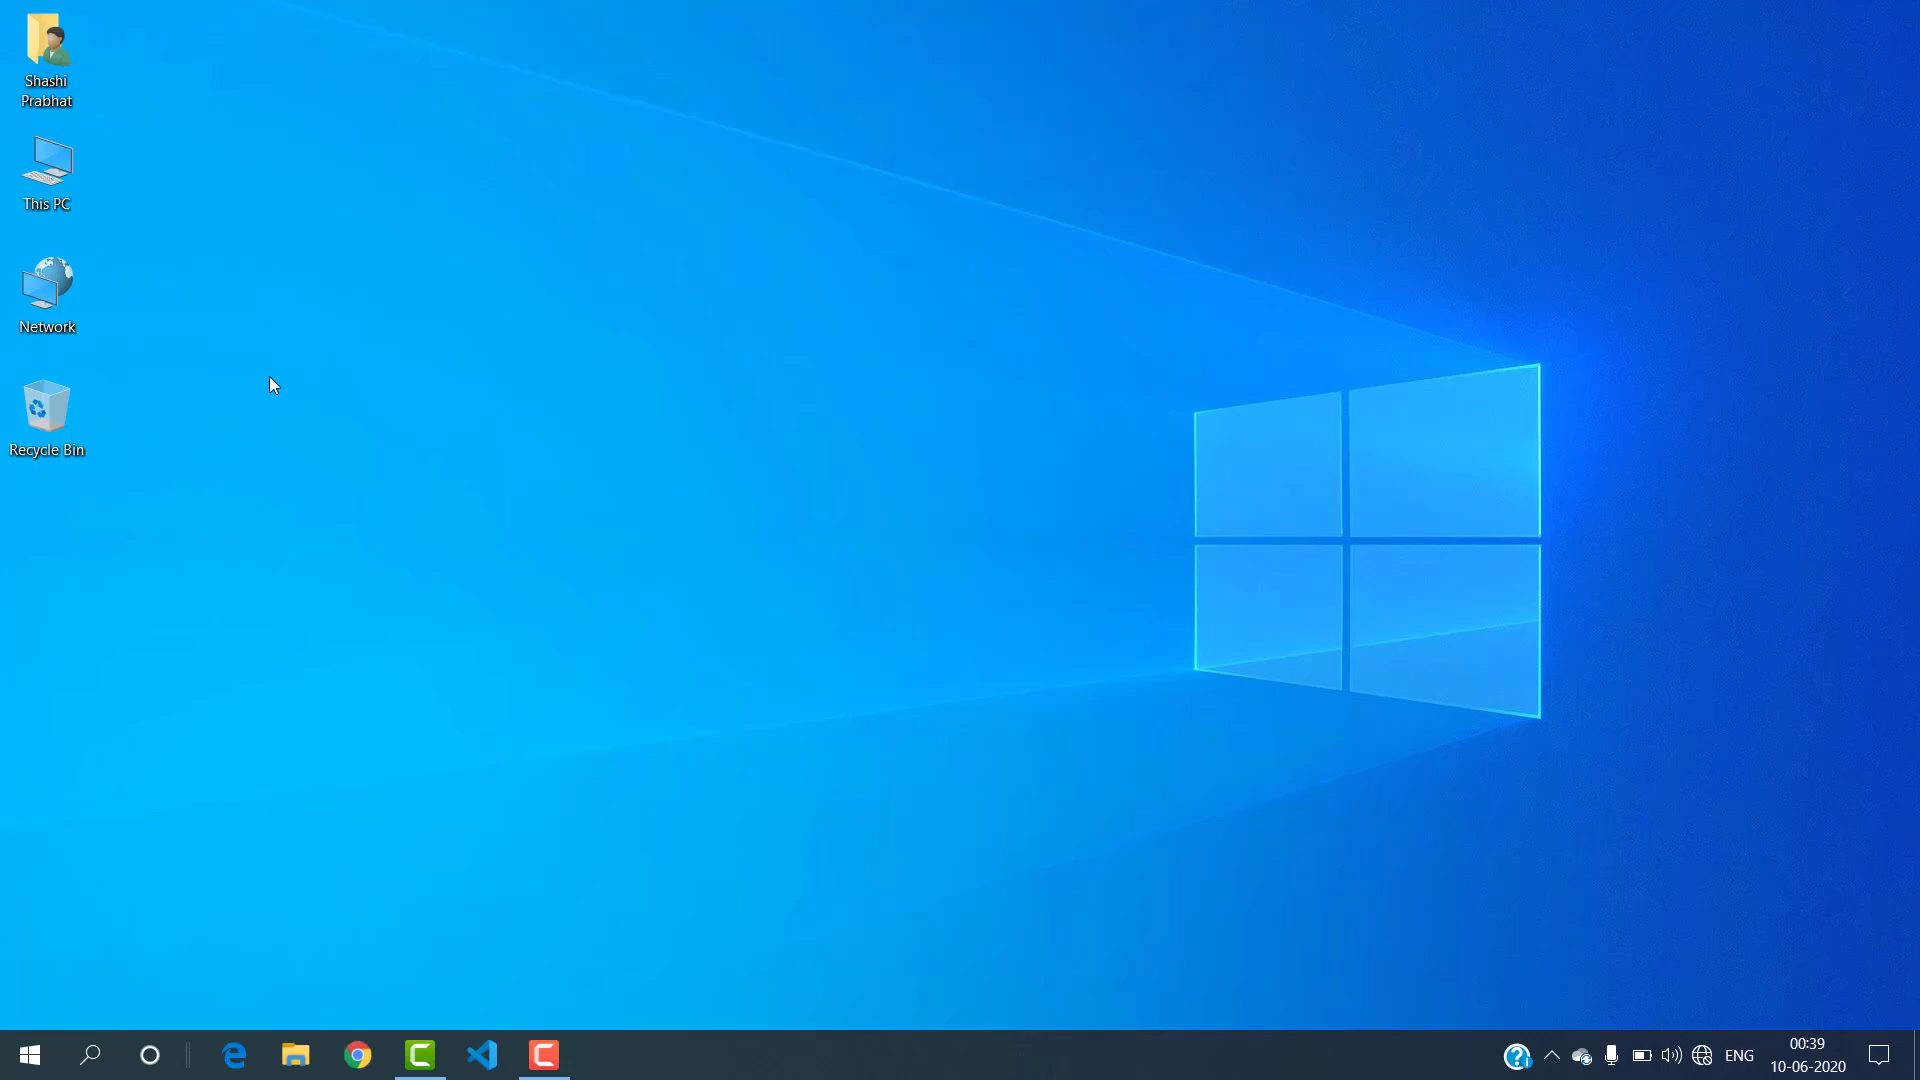 Shashi
Prabhat
This PC
Network
Recycle Bin
ENG
00:39
10-06-2020